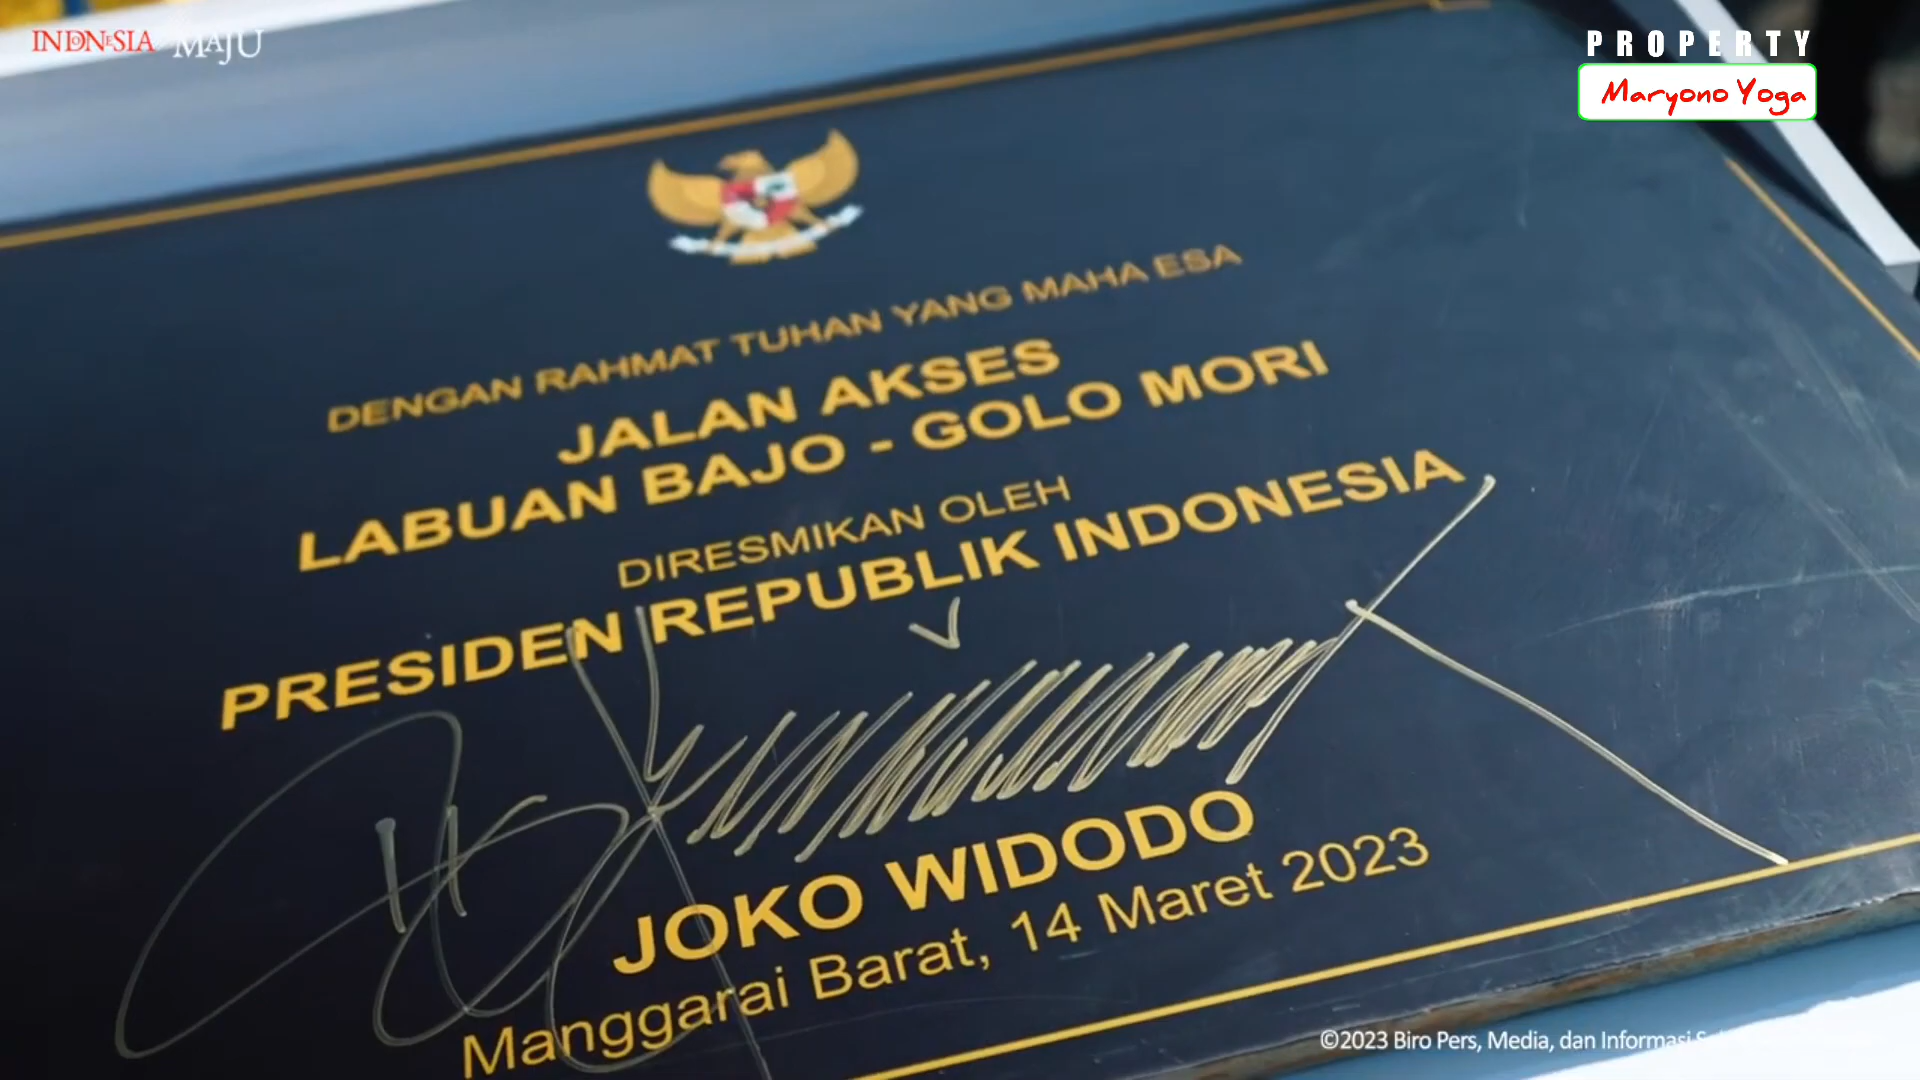 INDONESIA MAJU
PROPERTY
Maryono Yoga
DENGAN RAHMAT TUHAN YANG MAHA ESA
JALAN AKSES
LABUAN BAJO - GOLO MORI
DIRESMIKAN OLEH
PRESIDEN REPUBLIK INDONESIA
JOKO WIDODO
Manggarai Barat, 14 Maret 2023
©2023 Biro Pers, Media, dan Informasi